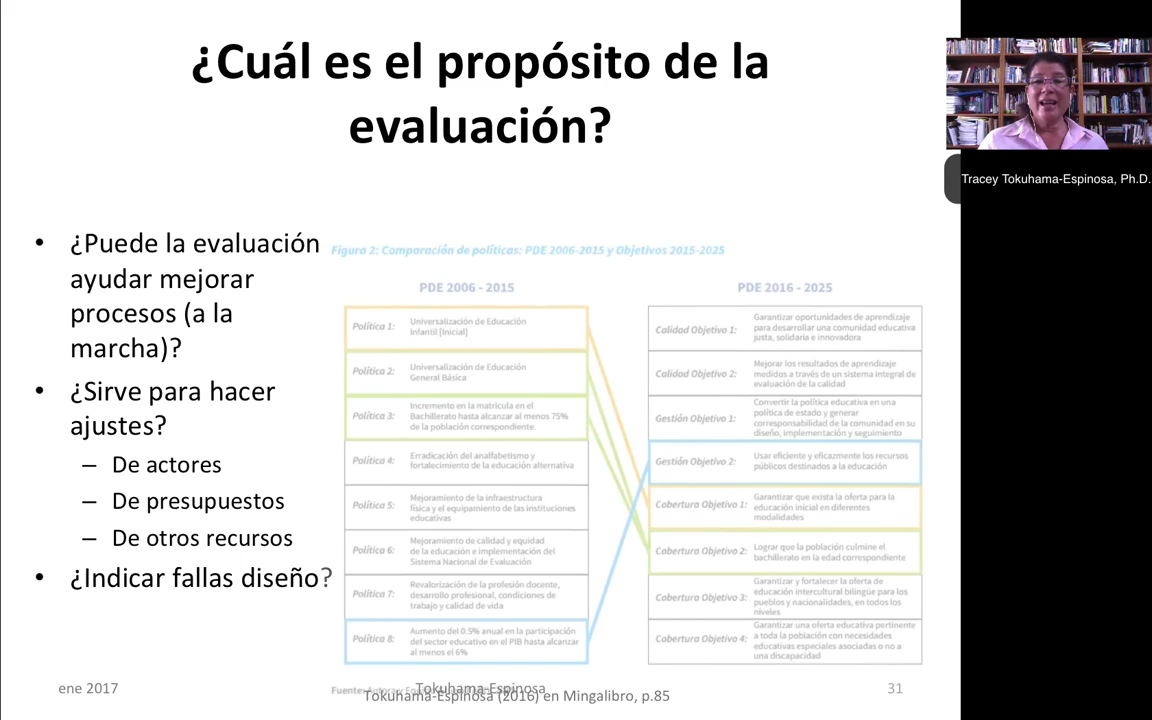 ¿Cuál es el propósito de la
evaluación?
Tracey Tokuhama-Espinosa, Ph.D.
• ¿Puede la evaluación
ayudar mejorar
procesos (a la
marcha)?
• ¿Sirve para hacer
ajustes?
– De actores
– De presupuestos
– De otros recursos
• ¿Indicar fallas diseño?
Figura 2: Comparación de políticas: PDE 2006-2015 y Objetivos 2015-2025
PDE 2006 - 2015
Política 1: Universalización de Educación
Infantil [Inicial]
Política 2: Universalización de Educación
General Básica
Política 3: Incremento en la matricula en el
Bachillerato hasta alcanzar al menos 75%
de la población correspondiente.
Política 4: Erradicación del analfabetismo y
fortalecimiento de la educación alternativa
Política 5: Mejoramiento de la infraestructura
física y el equipamiento de las instituciones
educativas
Política 6: Mejoramiento de calidad y equidad
de la educación e implementación del
Sistema Nacional de Evaluación
Política 7: Revalorización de la profesión docente,
desarrollo profesional, condiciones de
trabajo y calidad de vida
Política 8: Aumento del 0.5% anual en la participación
del sector educativo en el PIB hasta alcanzar
al menos el 6%
PDE 2016 - 2025
Calidad Objetivo 1: Garantizar oportunidades de aprendizaje
para desarrollar una comunidad educativa
justa, solidaria e innovadora
Calidad Objetivo 2: Mejorar los resultados de aprendizaje
medidos a través de un sistema integral de
evaluación de la calidad
Gestión Objetivo 1: Convertir la política educativa en una
política de estado y generar
corresponsabilidad de la comunidad en su
diseño, implementación y seguimiento
Gestión Objetivo 2: Usar eficiente y eficazmente los recursos
públicos destinados a la educación
Cobertura Objetivo 1: Garantizar que exista la oferta para la
educación inicial en diferentes
modalidades
Cobertura Objetivo 2: Lograr que la población culmine el
bachillerato en la edad correspondiente
Cobertura Objetivo 3: Garantizar y fortalecer la oferta de
educación intercultural bilingüe para los
pueblos y nacionalidades, en todos los
niveles
Cobertura Objetivo 4: Garantizar una oferta educativa pertinente
a toda la población con necesidades
educativas especiales asociadas o no a
una discapacidad
Fuente:
ene 2017
Tokuhama-Espinosa
Tokuhama-Espinosa (2016) en Mingalibro, p.85
31